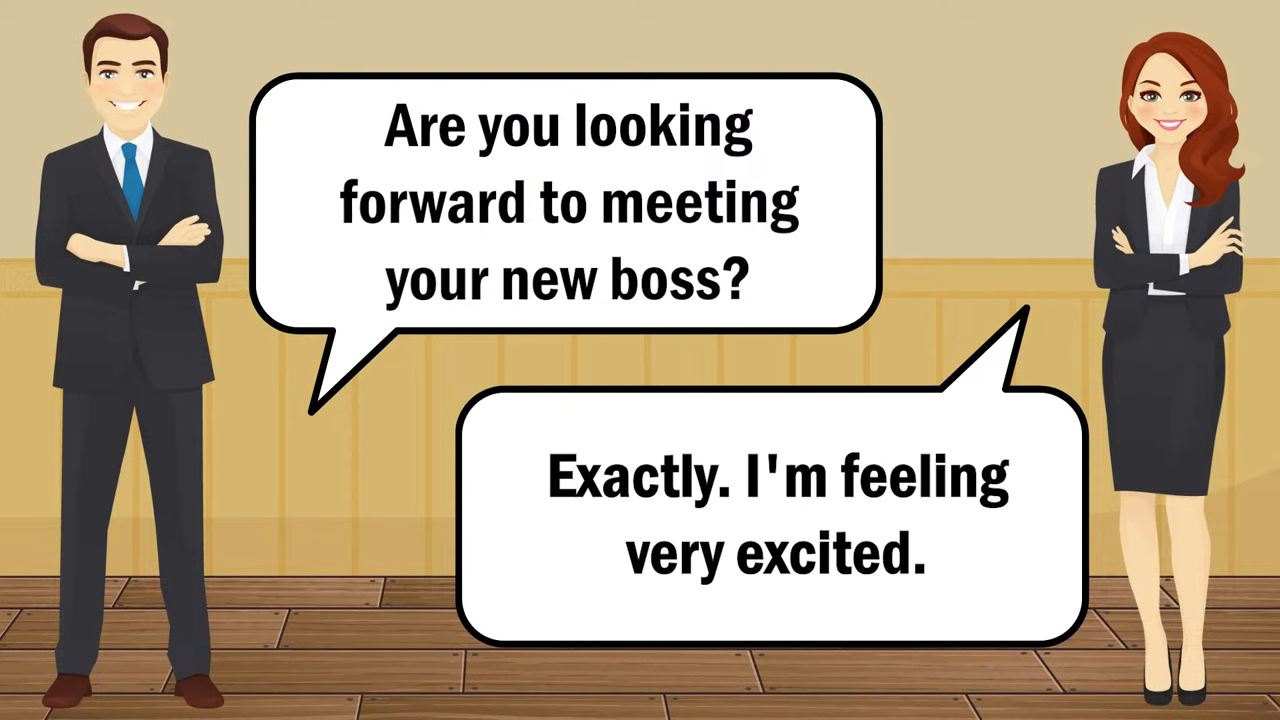 Are you looking
forward to meeting
your new boss?
Exactly. I'm feeling
very excited.